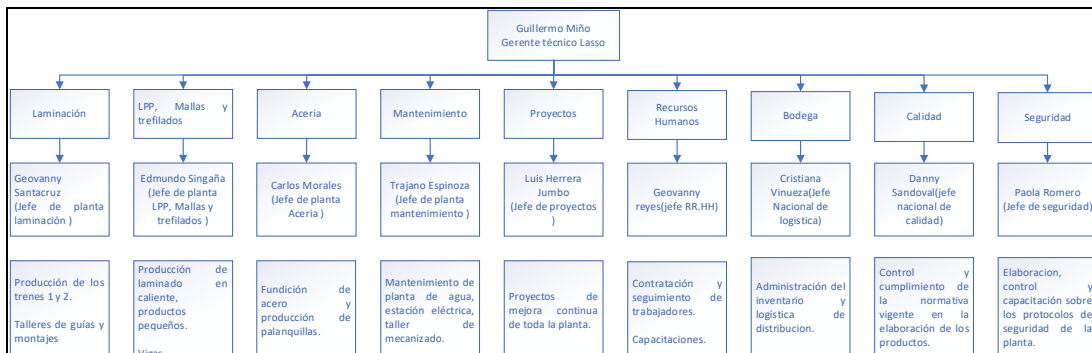 Guillermo Miño
Gerente técnico Lasso
Laminación
LPP, Mallas y
trefilados
Aceria
Mantenimiento
Proyectos
Recursos
Humanos
Bodega
Calidad
Seguridad
Geovanny
Santacruz
(Jefe de planta
laminación )
Edmundo Singaña
(Jefe de planta
LPP, Mallas y
trefilados )
Carlos Morales
(Jefe de planta
Aceria )
Trajano Espinoza
(Jefe de planta
mantenimiento )
Luis Herrera
Jumbo
(Jefe de proyectos
)
Geovanny
reyes(jefe RR.HH)
Cristiana
Vinueza(Jefe
Nacional de
logistica)
Danny
Sandoval(jefe
nacional de
calidad)
Paola Romero
(Jefe de seguridad)
Producción de los
trenes 1 y 2.
Talleres de guías y
montajes
Producción de
laminado en
caliente,
productos
pequeños.
Vigas
Fundición de
acero y
producción de
palanquillas.
Mantenimiento de
planta de agua,
estación eléctrica,
taller de
mecanizado.
Proyectos de
mejora continua
de toda la planta.
Contratación y
seguimiento de
trabajadores.
Capacitaciones.
Administración del
inventario y
logística de
distribucion.
Control y
cumplimiento de
la normativa
vigente en la
elaboración de los
productos.
Elaboracion,
control y
capacitación sobre
los protocolos de
seguridad de la
planta.